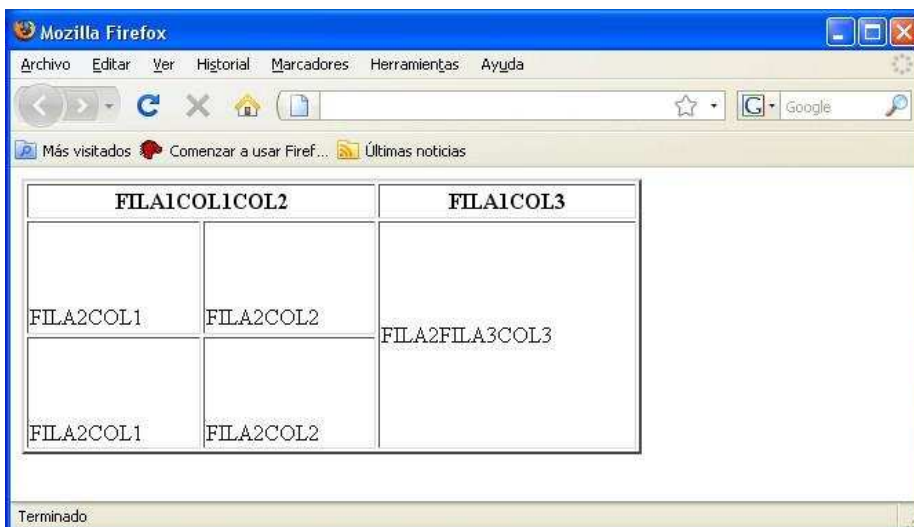 Mozilla Firefox
Archivo Editar Ver Historial Marcadores Herramientas Ayuda
G Google
Más visitados Comenzar a usar Firef... Últimas noticias
FILA1COL1COL2 FILA1COL3
FILA2COL1 FILA2COL2
FILA2FILA3COL3
FILA2COL1 FILA2COL2
Terminado